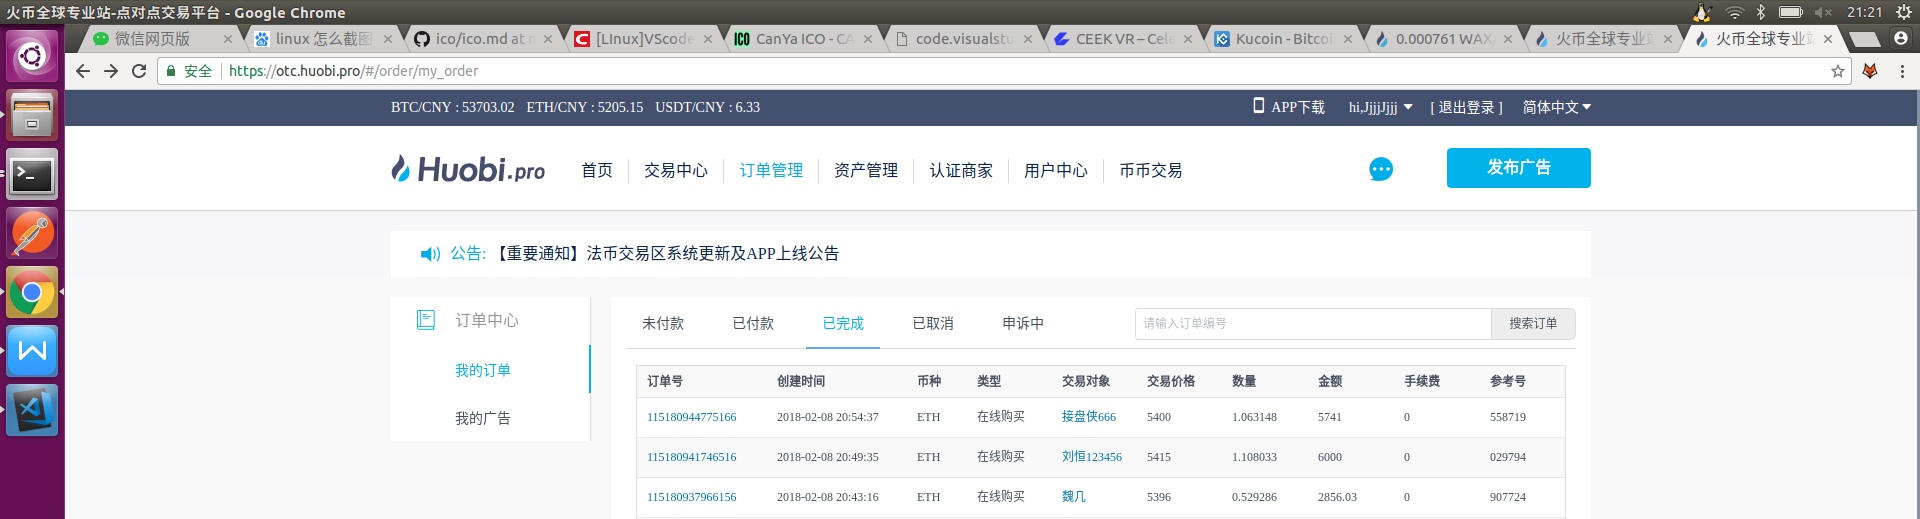 火币全球专业站-点对点交易平台 - Google Chrome 21:21
微信网页版 linux 怎么截图 ico/ico.md at [LInux]VScode CanYa ICO - CA code.visualstu CEEK VR – Cele Kucoin - Bitcoi 0.000761 WAX 火币全球专业站 火币全球专业站
安全 https://otc.huobi.pro/#/order/my_order
BTC/CNY : 53703.02 ETH/CNY : 5205.15 USDT/CNY : 6.33 APP下载 hi,JjjjJjjj [ 退出登录 ] 简体中文
Huobi.pro 首页 交易中心 订单管理 资产管理 认证商家 用户中心 币币交易 发布广告
公告: 【重要通知】法币交易区系统更新及APP上线公告
订单中心
我的订单
我的广告
未付款 已付款 已完成 已取消 申诉中 请输入订单编号 搜索订单
订单号 创建时间 币种 类型 交易对象 交易价格 数量 金额 手续费 参考号
115180944775166 2018-02-08 20:54:37 ETH 在线购买 接盘侠666 5400 1.063148 5741 0 558719
115180941746516 2018-02-08 20:49:35 ETH 在线购买 刘恒123456 5415 1.108033 6000 0 029794
115180937966156 2018-02-08 20:43:16 ETH 在线购买 魏几 5396 0.529286 2856.03 0 907724